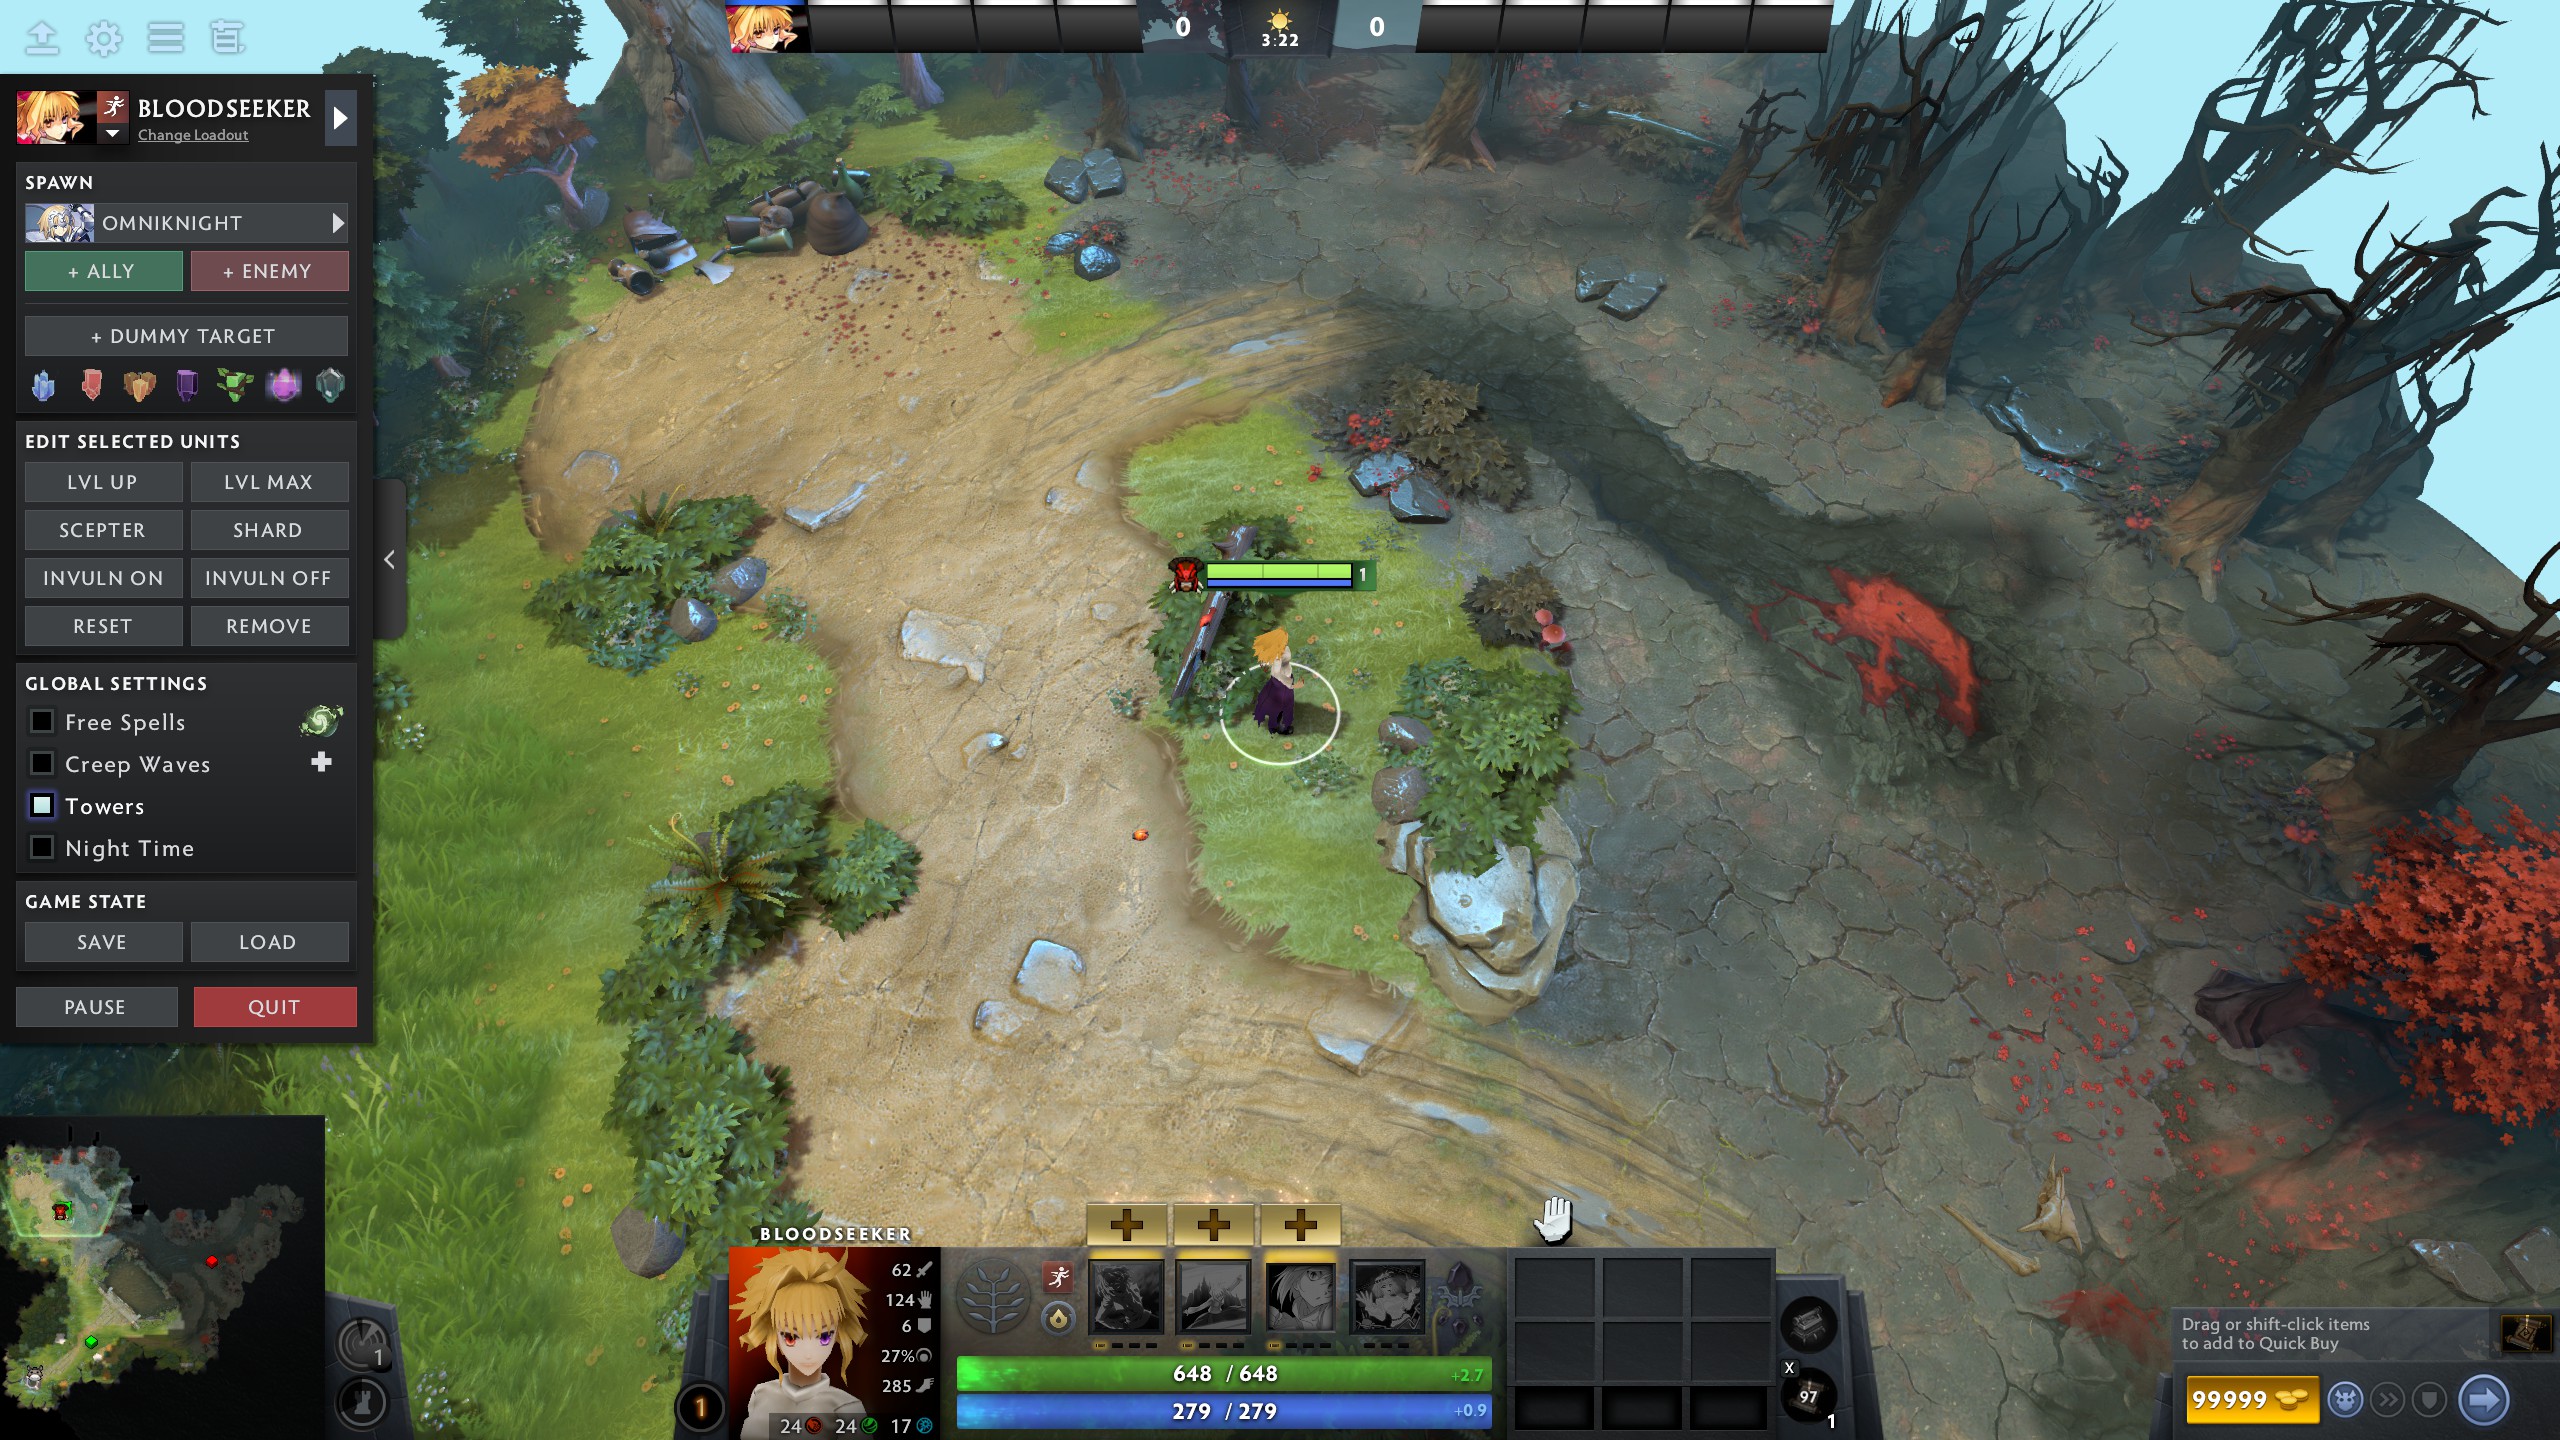 0
3:22
0
BLOODSEEKER
Change Loadout
SPAWN
OMNIKNIGHT
+ ALLY
+ ENEMY
+ DUMMY TARGET
EDIT SELECTED UNITS
LVL UP
LVL MAX
SCEPTER
SHARD
INVULN ON
INVULN OFF
RESET
REMOVE
GLOBAL SETTINGS
Free Spells
Creep Waves
Towers
Night Time
GAME STATE
SAVE
LOAD
PAUSE
QUIT
1
1
1
BLOODSEEKER
62
124
6
27%
285
24
24
17
648 / 648
+2.7
279 / 279
+0.9
X
97
1
Drag or shift-click items
to add to Quick Buy
99999